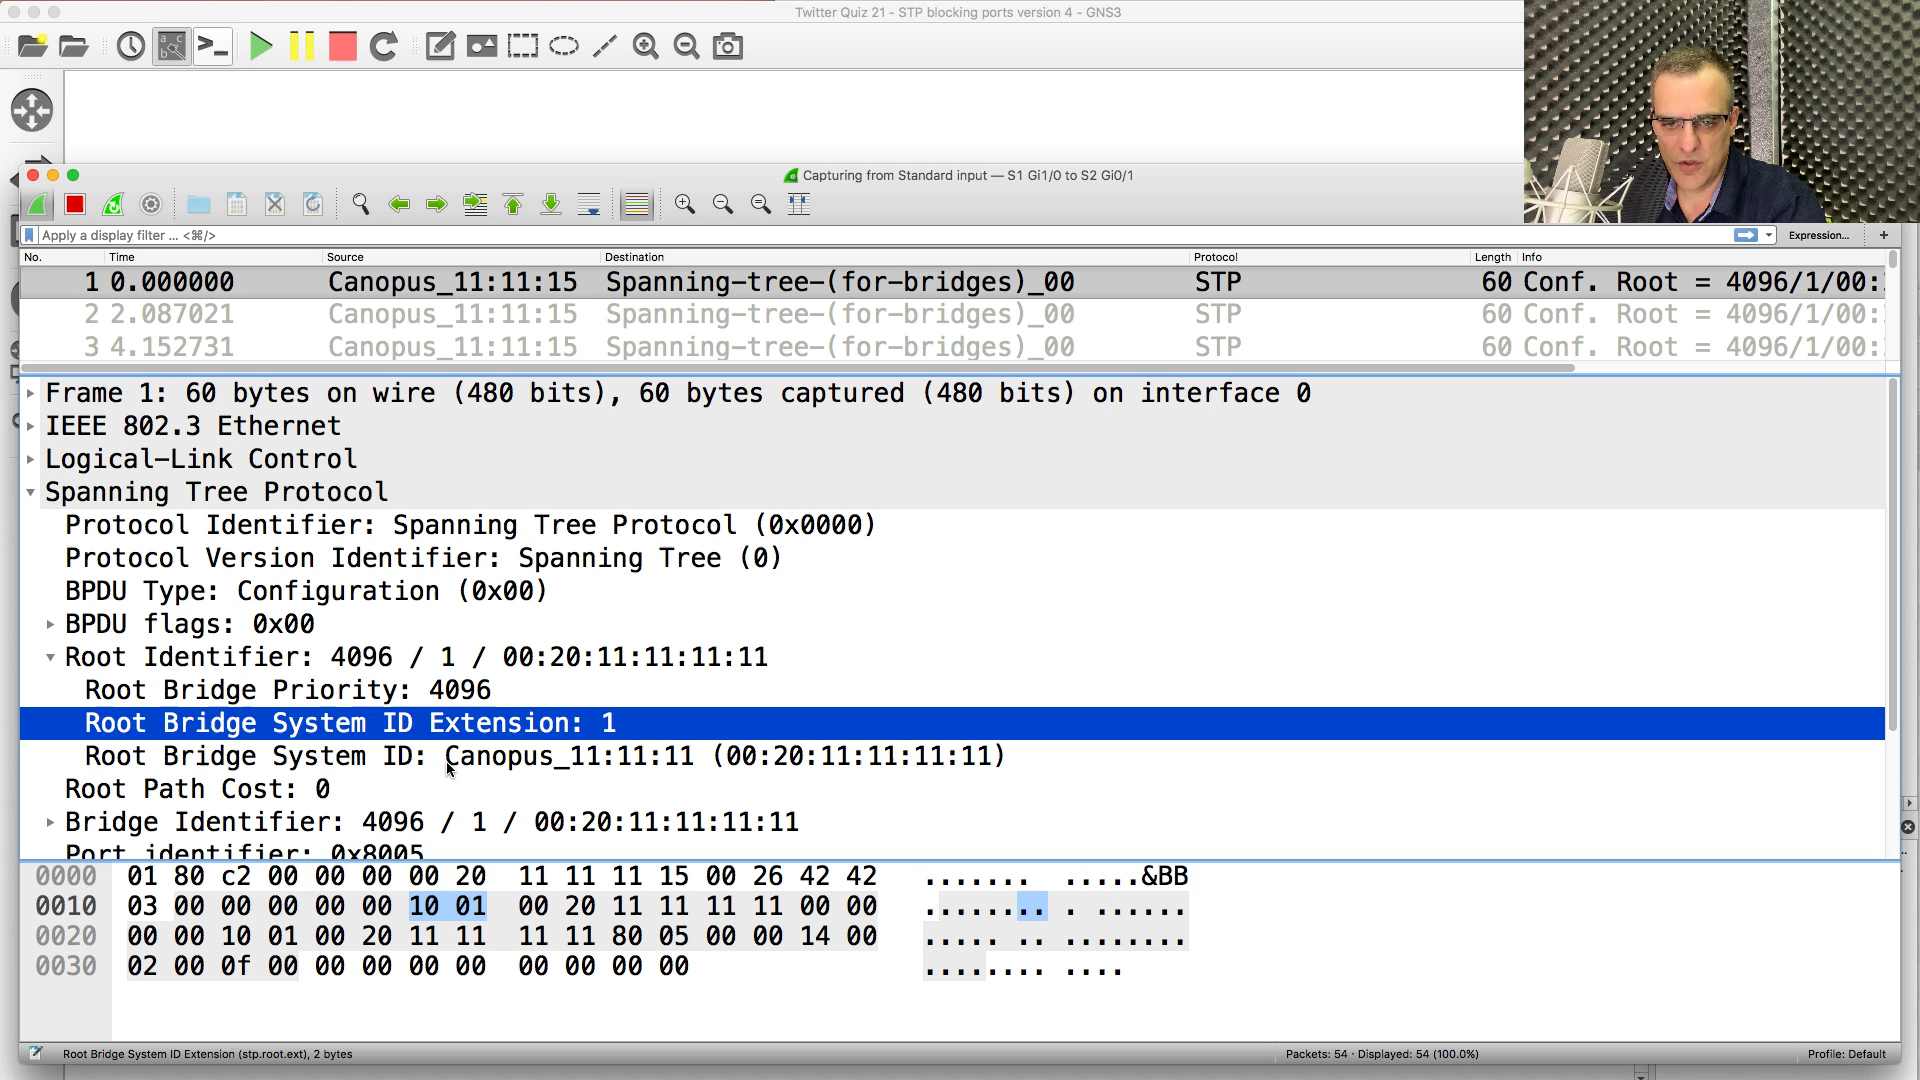 Twitter Quiz 21 - STP blocking ports version 4 - GNS3
Capturing from Standard input — S1 Gi1/0 to S2 Gi0/1
Apply a display filter ... <⌘/>
Expression... +
No. Time Source Destination Protocol Length Info
1 0.000000 Canopus_11:11:15 Spanning-tree-(for-bridges)_00 STP 60 Conf. Root = 4096/1/00:
2 2.087021 Canopus_11:11:15 Spanning-tree-(for-bridges)_00 STP 60 Conf. Root = 4096/1/00:
3 4.152731 Canopus_11:11:15 Spanning-tree-(for-bridges)_00 STP 60 Conf. Root = 4096/1/00:
Frame 1: 60 bytes on wire (480 bits), 60 bytes captured (480 bits) on interface 0
IEEE 802.3 Ethernet
Logical-Link Control
Spanning Tree Protocol
Protocol Identifier: Spanning Tree Protocol (0x0000)
Protocol Version Identifier: Spanning Tree (0)
BPDU Type: Configuration (0x00)
BPDU flags: 0x00
Root Identifier: 4096 / 1 / 00:20:11:11:11:11
Root Bridge Priority: 4096
Root Bridge System ID Extension: 1
Root Bridge System ID: Canopus_11:11:11 (00:20:11:11:11:11)
Root Path Cost: 0
Bridge Identifier: 4096 / 1 / 00:20:11:11:11:11
Port identifier: 0x8005
0000 01 80 c2 00 00 00 00 20 11 11 11 15 00 26 42 42 ....... .....&BB
0010 03 00 00 00 00 00 10 01 00 20 11 11 11 11 00 00 ........ . ......
0020 00 00 10 01 00 20 11 11 11 11 80 05 00 00 14 00 ..... .. ........
0030 02 00 0f 00 00 00 00 00 00 00 00 00 ........ ....
Root Bridge System ID Extension (stp.root.ext), 2 bytes
Packets: 54 · Displayed: 54 (100.0%)
Profile: Default